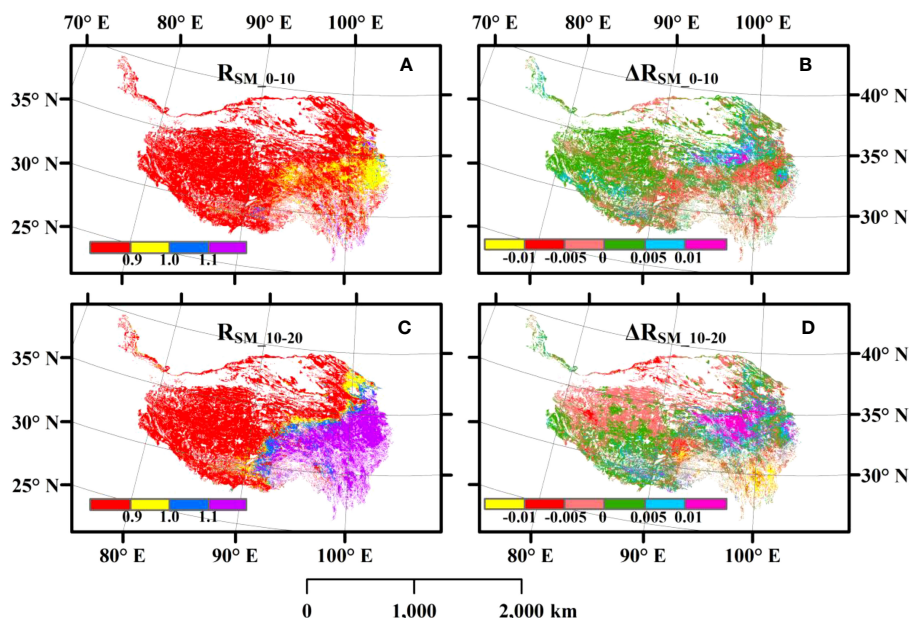 70° E 80° E 90° E 100° E 80° E 90° E 100° E
A
R_SM_0-10
35° N
30° N
25° N
0.9 1.0 1.1
B
ΔR_SM_0-10
40° N
35° N
30° N
-0.01 -0.005 0 0.005 0.01
C
R_SM_10-20
35° N
30° N
25° N
0.9 1.0 1.1
80° E 90° E 100° E
D
ΔR_SM_10-20
40° N
35° N
30° N
-0.01 -0.005 0 0.005 0.01
80° E 90° E 100° E
0 1,000 2,000 km